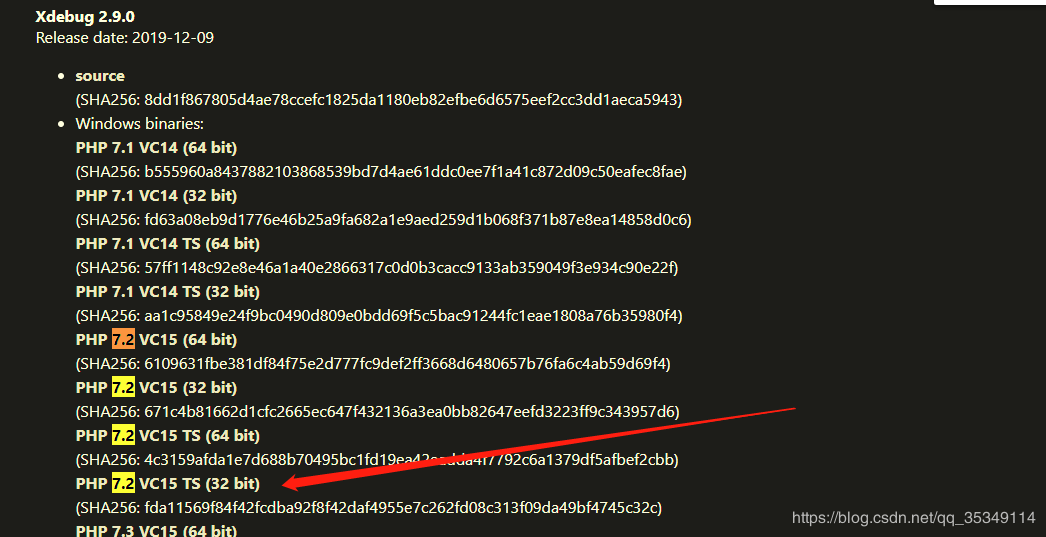 Xdebug 2.9.0
Release date: 2019-12-09
source
(SHA256: 8dd1f867805d4ae78ccefc1825da1180eb82efbe6d6575eef2cc3dd1aeca5943)
Windows binaries:
PHP 7.1 VC14 (64 bit)
(SHA256: b555960a8437882103868539bd7d4ae61ddc0ee7f1a41c872d09c50eafec8fae)
PHP 7.1 VC14 (32 bit)
(SHA256: fd63a08eb9d1776e46b25a9fa682a1e9aed259d1b068f371b87e8ea14858d0c6)
PHP 7.1 VC14 TS (64 bit)
(SHA256: 57ff1148c92e8e46a1a40e2866317c0d0b3cacc9133ab359049f3e934c90e22f)
PHP 7.1 VC14 TS (32 bit)
(SHA256: aa1c95849e24f9bc0490d809e0bdd69f5c5bac91244fc1eae1808a76b35980f4)
PHP 7.2 VC15 (64 bit)
(SHA256: 6109631fbe381df84f75e2d777fc9def2ff3668d6480657b76fa6c4ab59d69f4)
PHP 7.2 VC15 (32 bit)
(SHA256: 671c4b81662d1cfc2665ec647f432136a3ea0bb82647eefd3223ff9c343957d6)
PHP 7.2 VC15 TS (64 bit)
(SHA256:
PHP 7.2 VC15 TS (32 bit)
(SHA256: fda11569f84f42fcdba92f8f42daf4955e7c262fd08c313f09da49bf4745c32c)
PHP 7.3 VC15 (64 bit)
https://blog.csdn.net/qq_35349114